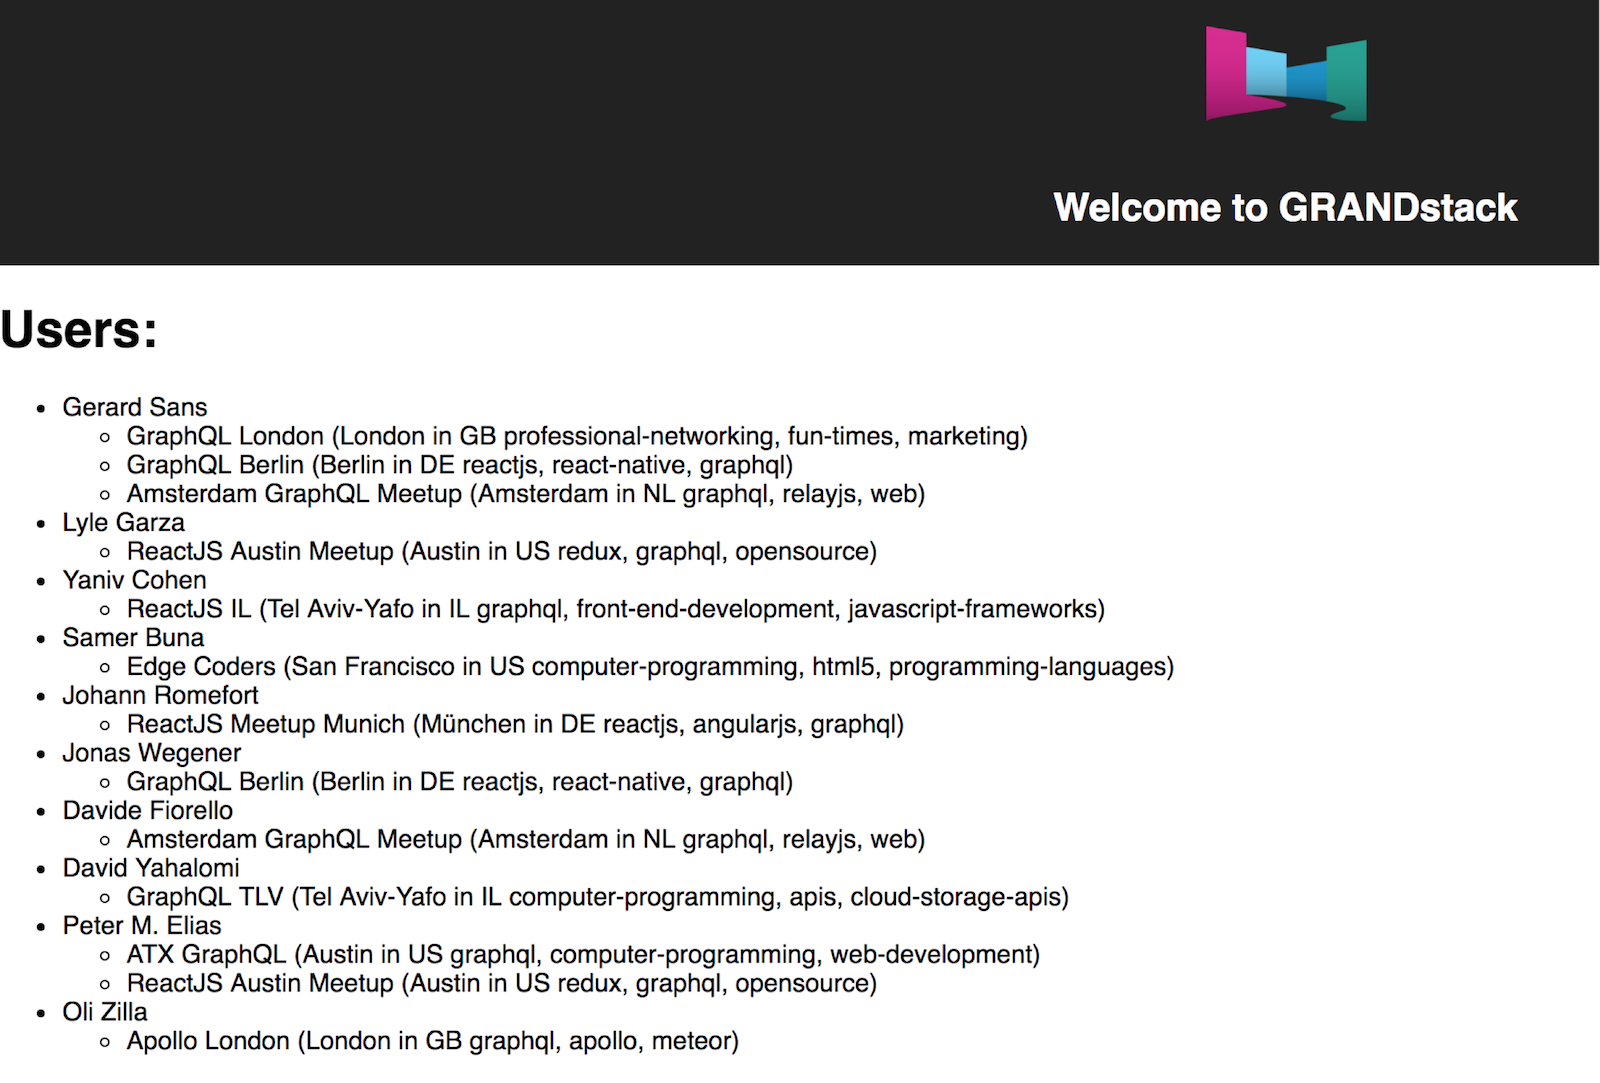 Welcome to GRANDstack
Users:
Gerard Sans
GraphQL London (London in GB professional-networking, fun-times, marketing)
GraphQL Berlin (Berlin in DE reactjs, react-native, graphql)
Amsterdam GraphQL Meetup (Amsterdam in NL graphql, relayjs, web)
Lyle Garza
ReactJS Austin Meetup (Austin in US redux, graphql, opensource)
Yaniv Cohen
ReactJS IL (Tel Aviv-Yafo in IL graphql, front-end-development, javascript-frameworks)
Samer Buna
Edge Coders (San Francisco in US computer-programming, html5, programming-languages)
Johann Romefort
ReactJS Meetup Munich (München in DE reactjs, angularjs, graphql)
Jonas Wegener
GraphQL Berlin (Berlin in DE reactjs, react-native, graphql)
Davide Fiorello
Amsterdam GraphQL Meetup (Amsterdam in NL graphql, relayjs, web)
David Yahalomi
GraphQL TLV (Tel Aviv-Yafo in IL computer-programming, apis, cloud-storage-apis)
Peter M. Elias
ATX GraphQL (Austin in US graphql, computer-programming, web-development)
ReactJS Austin Meetup (Austin in US redux, graphql, opensource)
Oli Zilla
Apollo London (London in GB graphql, apollo, meteor)